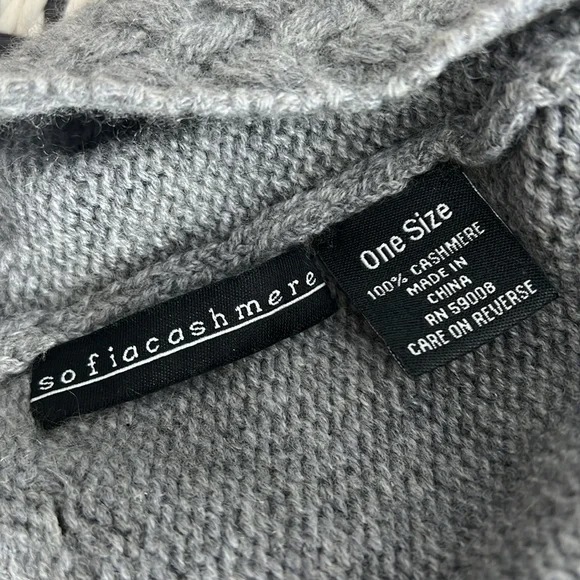 sofiacashmere
One Size
100% CASHMERE
MADE IN
CHINA
RN 59008
CARE ON REVERSE